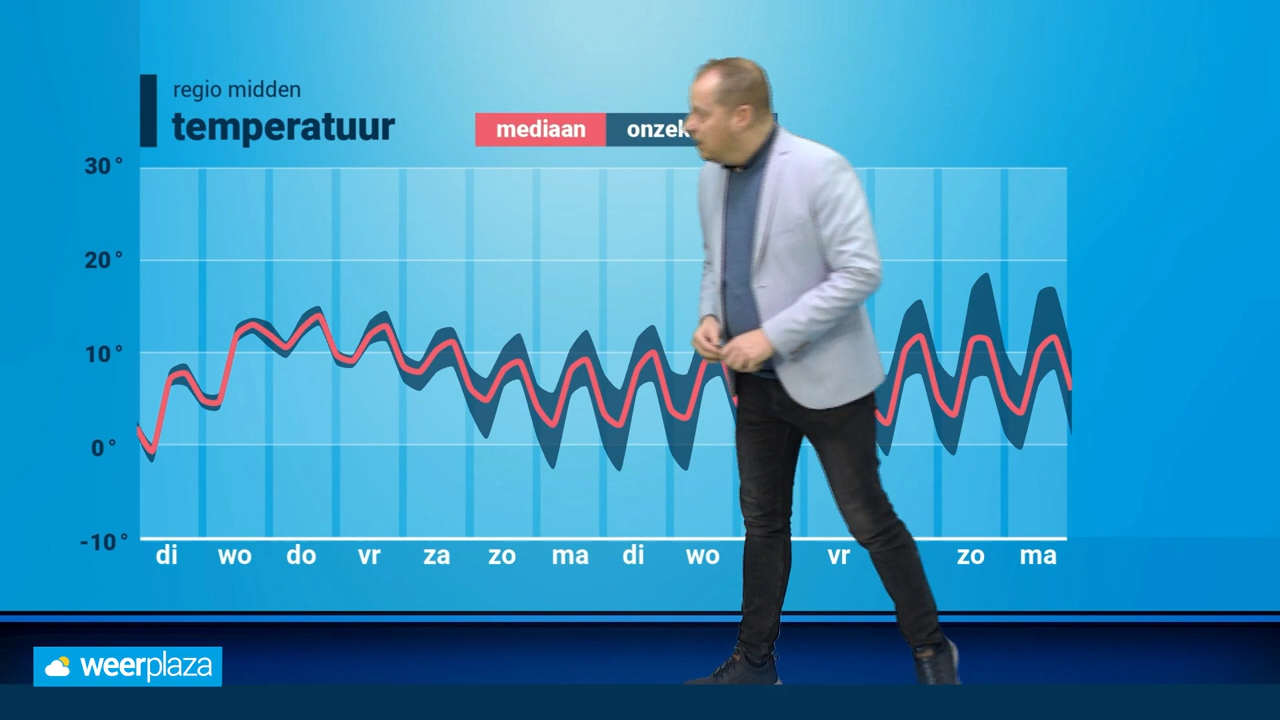 regio midden
temperatuur
mediaan
30°
20°
10°
0°
-10°
di wo do vr za zo ma di wo vr zo ma
weerplaza